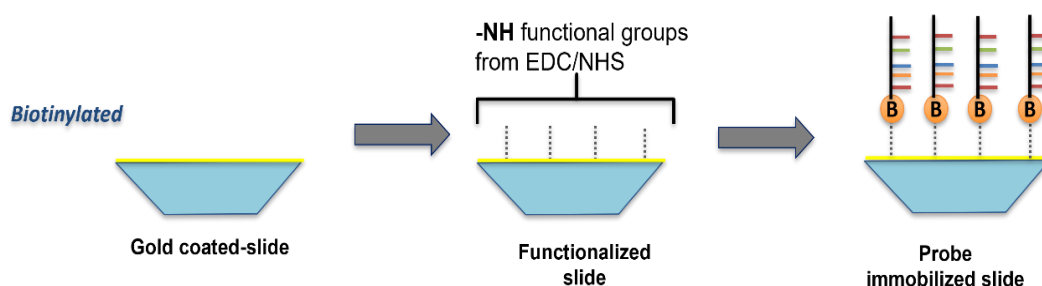 -NH functional groups
from EDC/NHS
Biotinylated
B B B B
Gold coated-slide
Functionalized
slide
Probe
immobilized slide